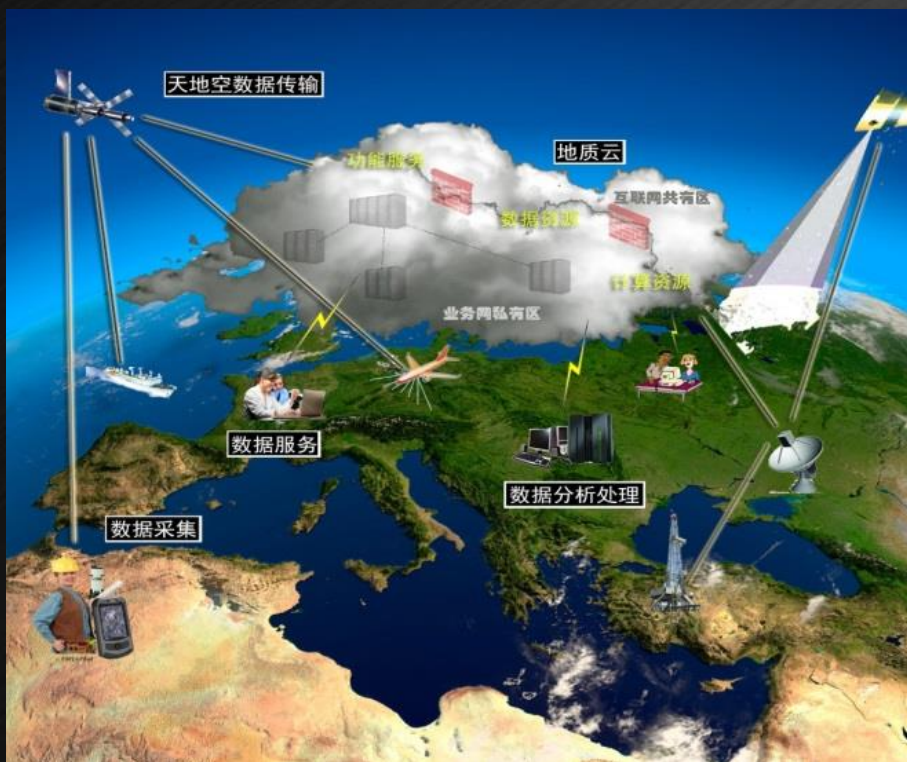 天地空数据传输
地质云
功能服务
互联网共有区
数据资源
计算资源
业务网私有区
数据服务
数据分析处理
数据采集